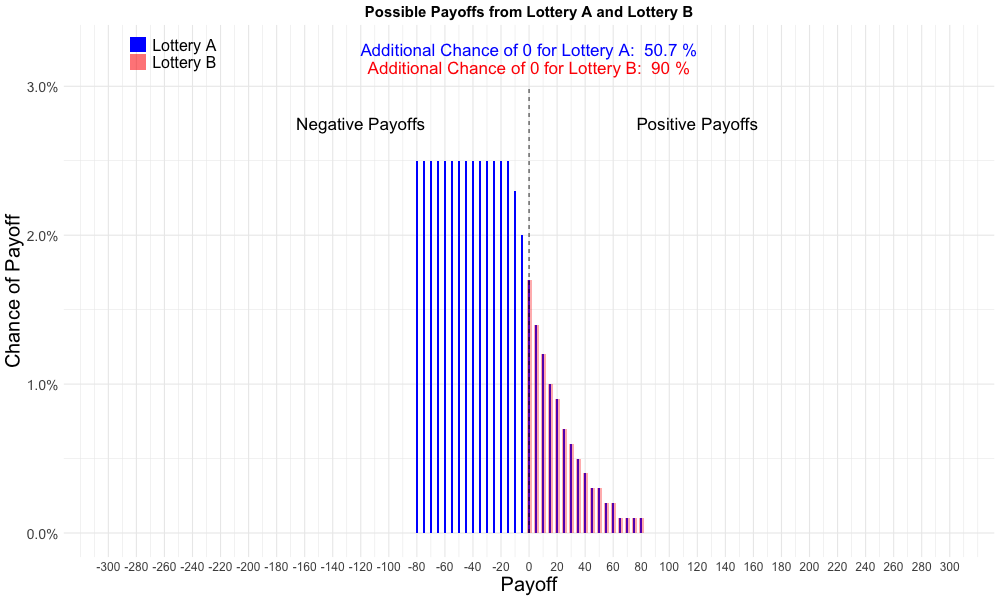 Possible Payoffs from Lottery A and Lottery B
Lottery A
Lottery B
Additional Chance of 0 for Lottery A: 50.7 %
Additional Chance of 0 for Lottery B: 90 %
Negative Payoffs
Positive Payoffs
Chance of Payoff
3.0%
2.0%
1.0%
0.0%
-300 -280 -260 -240 -220 -200 -180 -160 -140 -120 -100 -80 -60 -40 -20 0 20 40 60 80 100 120 140 160 180 200 220 240 260 280 300
Payoff